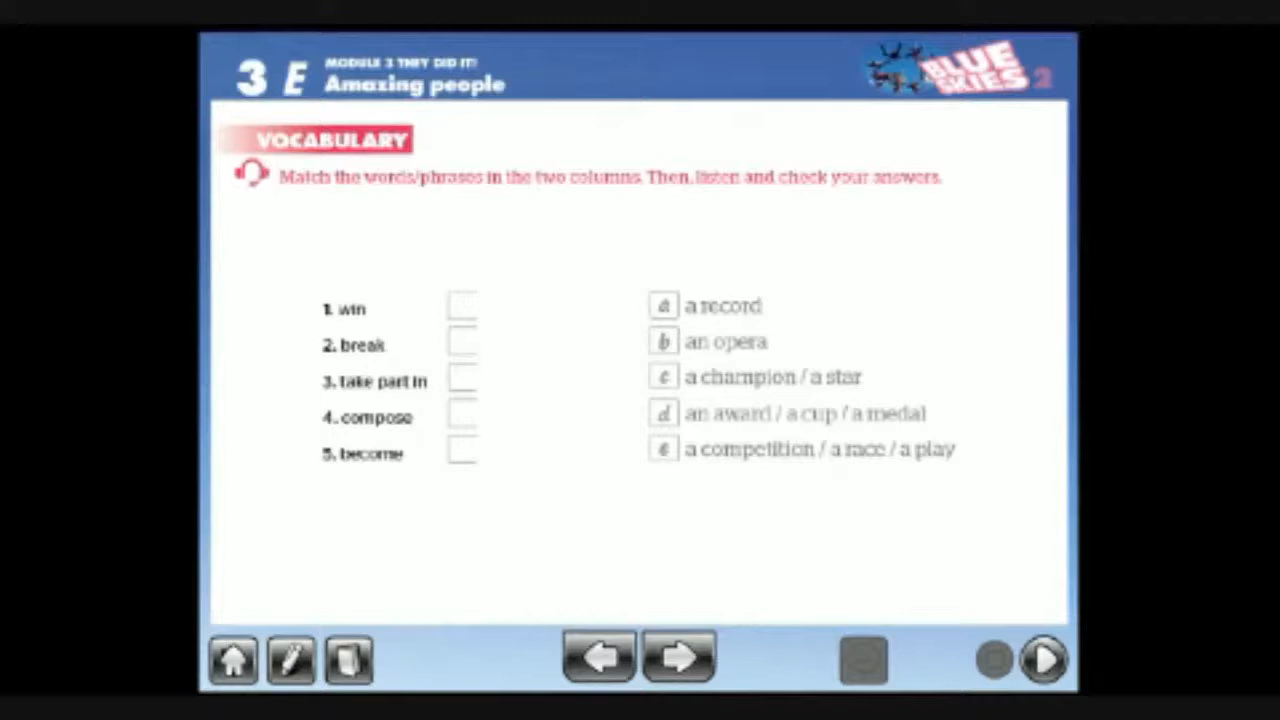 3 E
MODULE 3 THEY DID IT!
Amazing people
BLUE SKIES 2
VOCABULARY
Match the words/phrases in the two columns. Then, listen and check your answers.
1. win
a a record
2. break
b an opera
3. take part in
c a champion / a star
4. compose
d an award / a cup / a medal
5. become
e a competition / a race / a play